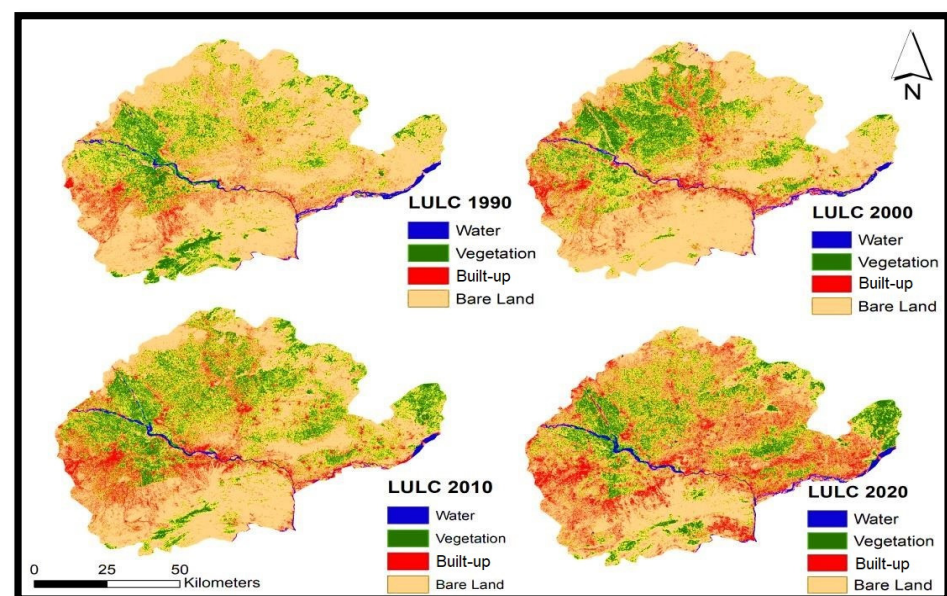 N
LULC 1990
Water
Vegetation
Built-up
Bare Land
LULC 2000
Water
Vegetation
Built-up
Bare Land
LULC 2010
Water
Vegetation
Built-up
Bare Land
LULC 2020
Water
Vegetation
Built-up
Bare Land
0 25 50
Kilometers